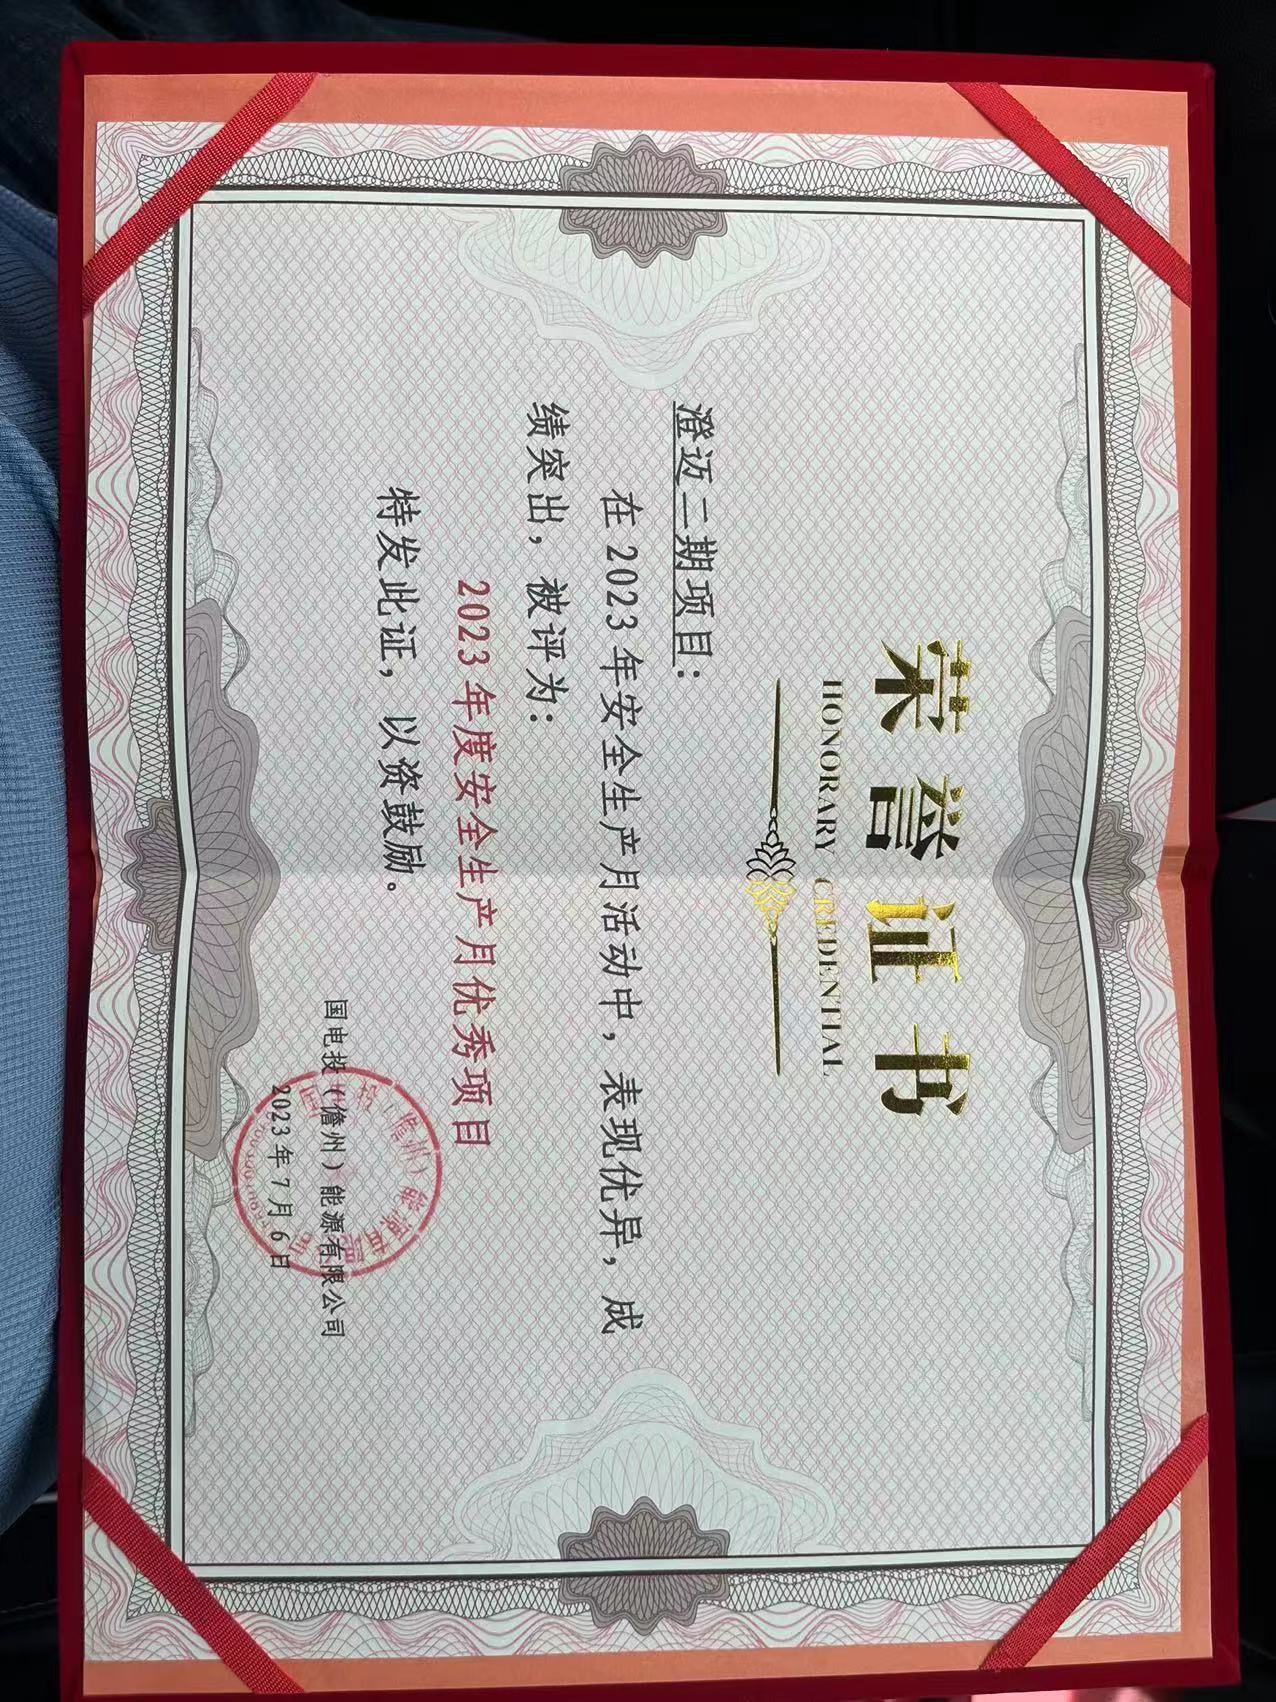 荣誉证书
HONORARY CREDENTIAL
澄迈二期项目：
在2023年安全生产月活动中，表现优异，成
绩突出，被评为：
2023年度安全生产月优秀项目
特发此证，以资鼓励。
国电投（儋州）能源有限公司
2023年7月6日